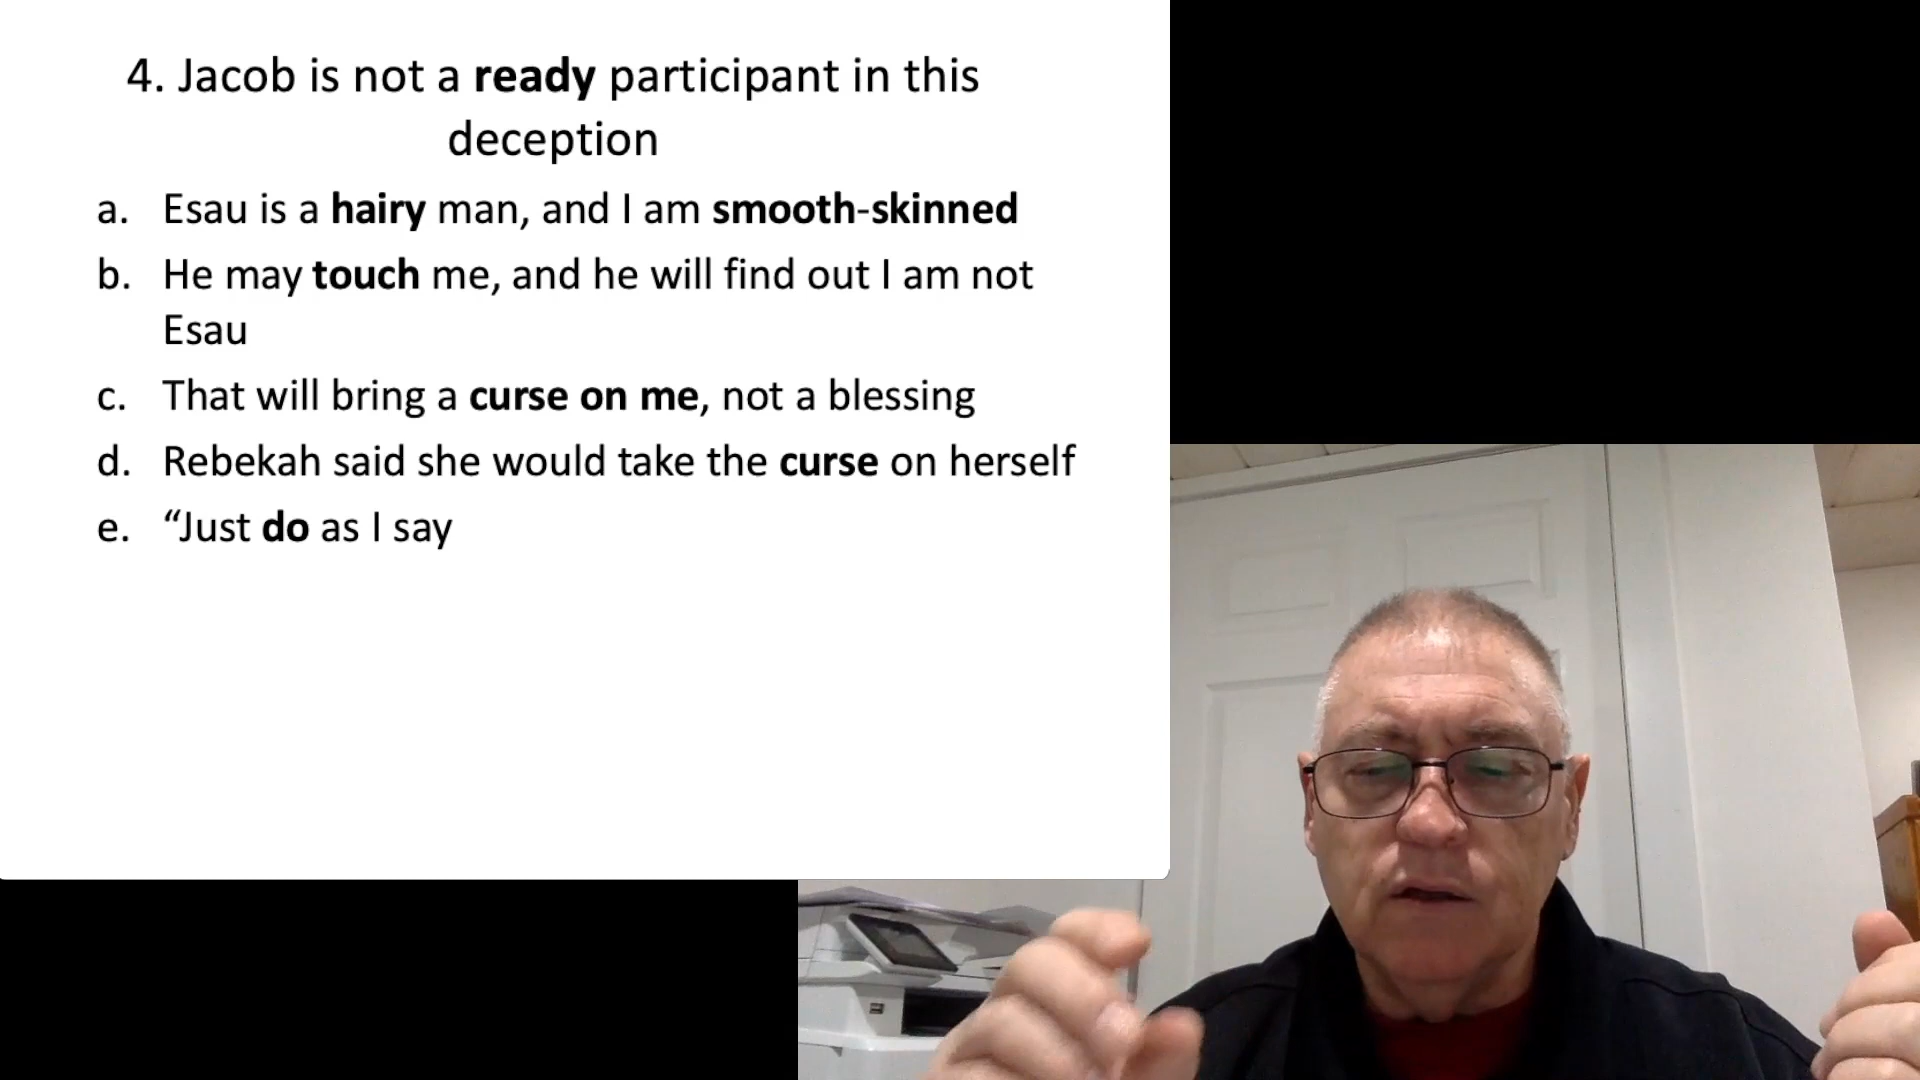 4. Jacob is not a ready participant in this
deception
a. Esau is a hairy man, and I am smooth-skinned
b. He may touch me, and he will find out I am not
Esau
c. That will bring a curse on me, not a blessing
d. Rebekah said she would take the curse on herself
e. “Just do as I say